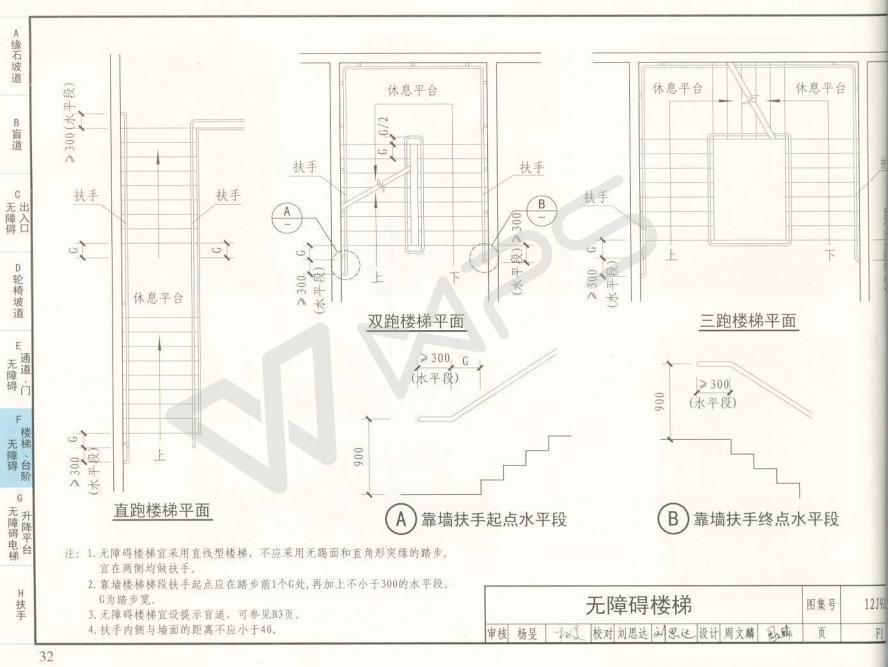 A
缘石坡道
B
盲道
C
无障碍
出入口
D
轮椅坡道
E
无障碍
通道、门
F
无障碍
楼梯、台阶
G
无障碍电梯
升降平台
H
扶手
≥300(水平段)
扶手
扶手
G
G
休息平台
G
≥300
(水平段)
上
直跑楼梯平面
休息平台
G/2
G
扶手
扶手
A
B
G
≥300
(水平段)
G
≥300
(水平段)
上
下
双跑楼梯平面
休息平台
休息平台
扶手
G
≥300
(水平段)
上
下
三跑楼梯平面
≥300
G
(水平段)
900
A 靠墙扶手起点水平段
≥300
(水平段)
900
B 靠墙扶手终点水平段
注: 1.无障碍楼梯宜采用直线型楼梯,不应采用无踢面和直角形突缘的踏步,
宜在两侧均做扶手。
2.靠墙楼梯梯段扶手起点应在踏步前1个G处,再加上不小于300的水平段。
G为踏步宽。
3.无障碍楼梯宜设提示盲道,可参见B3页。
4.扶手内侧与墙面的距离不应小于40。
无障碍楼梯
图集号
12J9
审核 杨旻 校对 刘思达 刘思达 设计 周文麟
页
F1
32
WPS